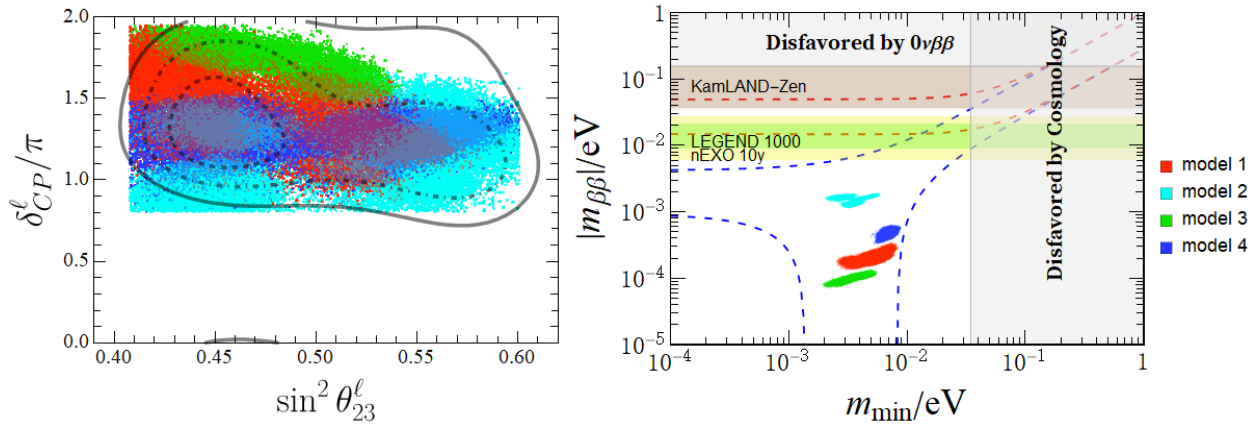 2.0
1.5
1.0
0.5
0.0
δ_CP^ℓ/π
0.40
0.45
0.50
0.55
0.60
sin² θ₂₃^ℓ
1
10⁻¹
10⁻²
10⁻³
10⁻⁴
10⁻⁵
|m_ββ|/eV
Disfavored by 0νββ
KamLAND-Zen
LEGEND 1000
nEXO 10y
Disfavored by Cosmology
10⁻⁴
10⁻³
10⁻²
10⁻¹
1
m_min/eV
model 1
model 2
model 3
model 4